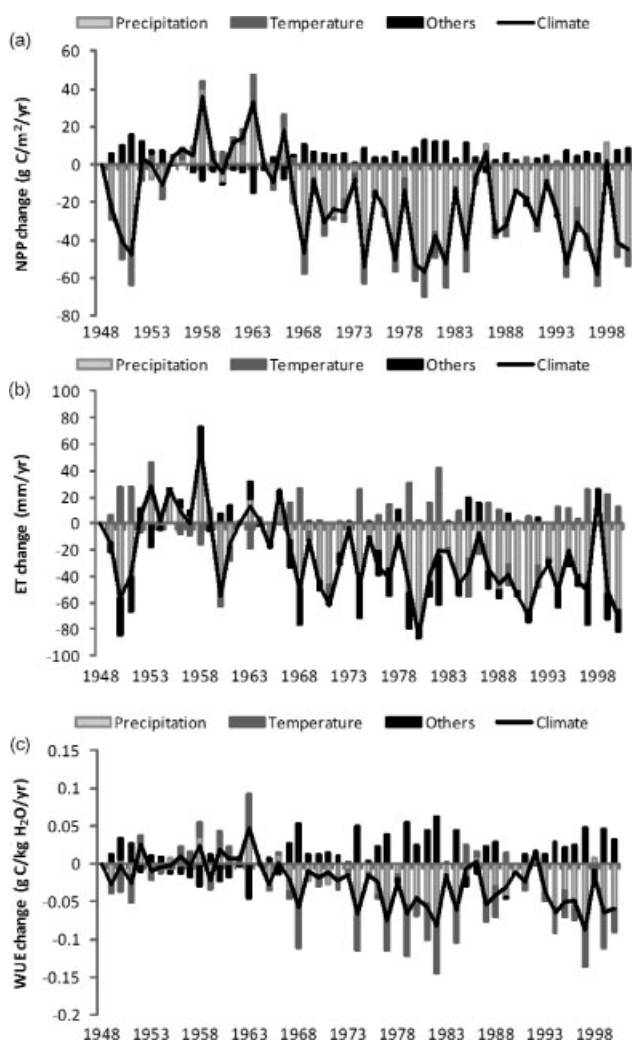 (a)
Precipitation Temperature Others Climate
NPP change (g C/m²/yr)
60
40
20
0
-20
-40
-60
-80
1948 1953 1958 1963 1968 1973 1978 1983 1988 1993 1998
Precipitation Temperature Others Climate
(b)
ET change (mm/yr)
100
80
60
40
20
0
-20
-40
-60
-80
-100
1948 1953 1958 1963 1968 1973 1978 1983 1988 1993 1998
Precipitation Temperature Others Climate
(c)
WUE change (g C/kg H₂O/yr)
0.15
0.1
0.05
0
-0.05
-0.1
-0.15
-0.2
1948 1953 1958 1963 1968 1973 1978 1983 1988 1993 1998